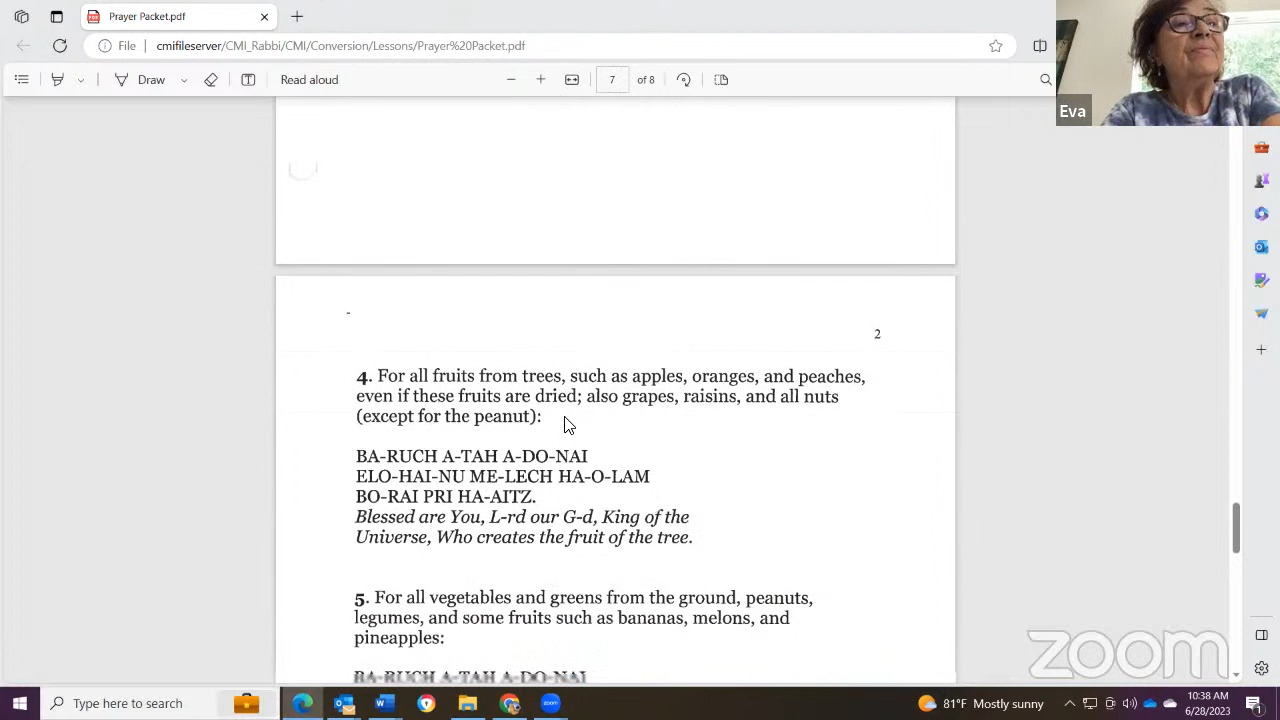 Prayer Packet.pdf
File
cmifileserver/CMI_Rabbi/CMI/Conversion/Lessons/Prayer%20Packet.pdf
Draw
Read aloud
7
of 8
Eva
2
4. For all fruits from trees, such as apples, oranges, and peaches,
even if these fruits are dried; also grapes, raisins, and all nuts
(except for the peanut):
BA-RUCH A-TAH A-DO-NAI
ELO-HAI-NU ME-LECH HA-O-LAM
BO-RAI PRI HA-AITZ.
Blessed are You, L-rd our G-d, King of the
Universe, Who creates the fruit of the tree.
5. For all vegetables and greens from the ground, peanuts,
legumes, and some fruits such as bananas, melons, and
pineapples:
BA-RUCH A-TAH A-DO-NAI
zoom
Type here to search
zoom
81°F Mostly sunny
10:38 AM
6/28/2023
1